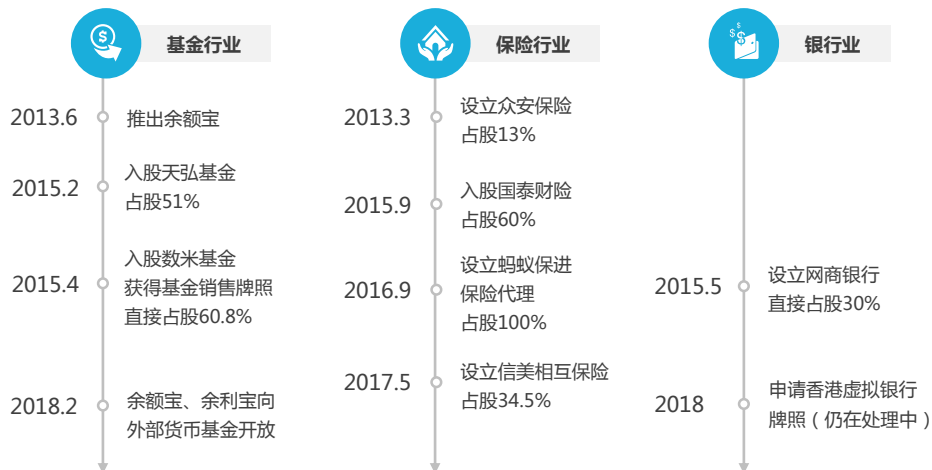 基金行业
2013.6
推出余额宝
2015.2
入股天弘基金
占股51%
2015.4
入股数米基金
获得基金销售牌照
直接占股60.8%
2018.2
余额宝、余利宝向
外部货币基金开放
保险行业
2013.3
设立众安保险
占股13%
2015.9
入股国泰财险
占股60%
2016.9
设立蚂蚁保进
保险代理
占股100%
2017.5
设立信美相互保险
占股34.5%
银行业
2015.5
设立网商银行
直接占股30%
2018
申请香港虚拟银行
牌照（仍在处理中）